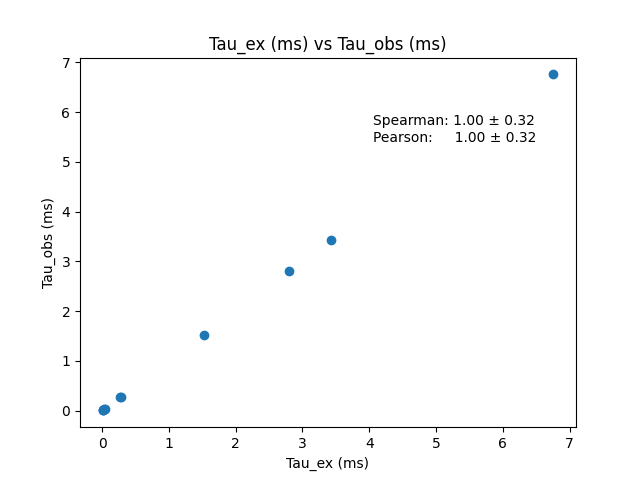 Tau_ex (ms) vs Tau_obs (ms)
Spearman: 1.00 ± 0.32
Pearson: 1.00 ± 0.32
Tau_obs (ms)
7
6
5
4
3
2
1
0
0 1 2 3 4 5 6 7
Tau_ex (ms)